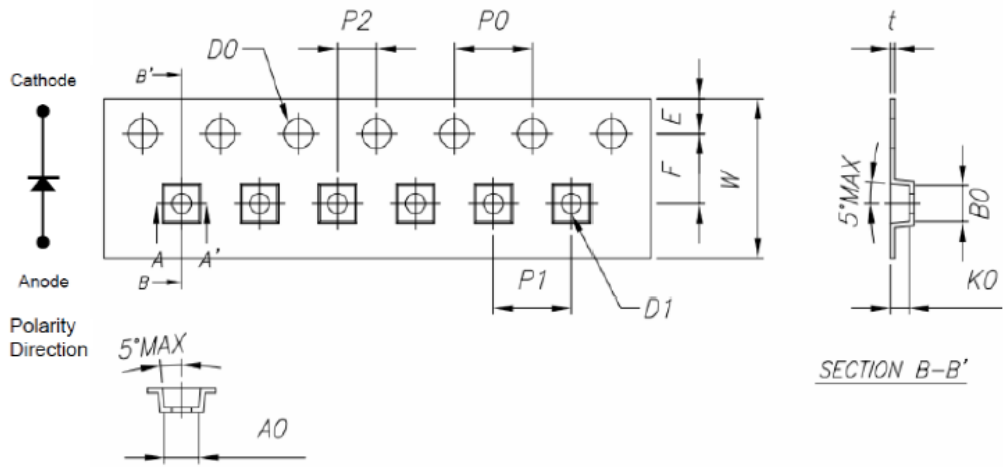 P2
P0
t
D0
Cathode
B'
E
F
W
5°MAX
B0
A
A'
Anode
B
P1
D1
K0
Polarity
Direction
5°MAX
SECTION B-B'
A0